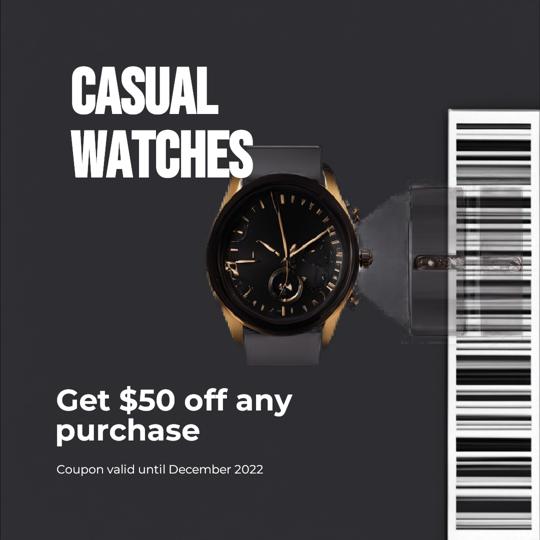 CASUAL
WATCHES
Get $50 off any
purchase
Coupon valid until December 2022